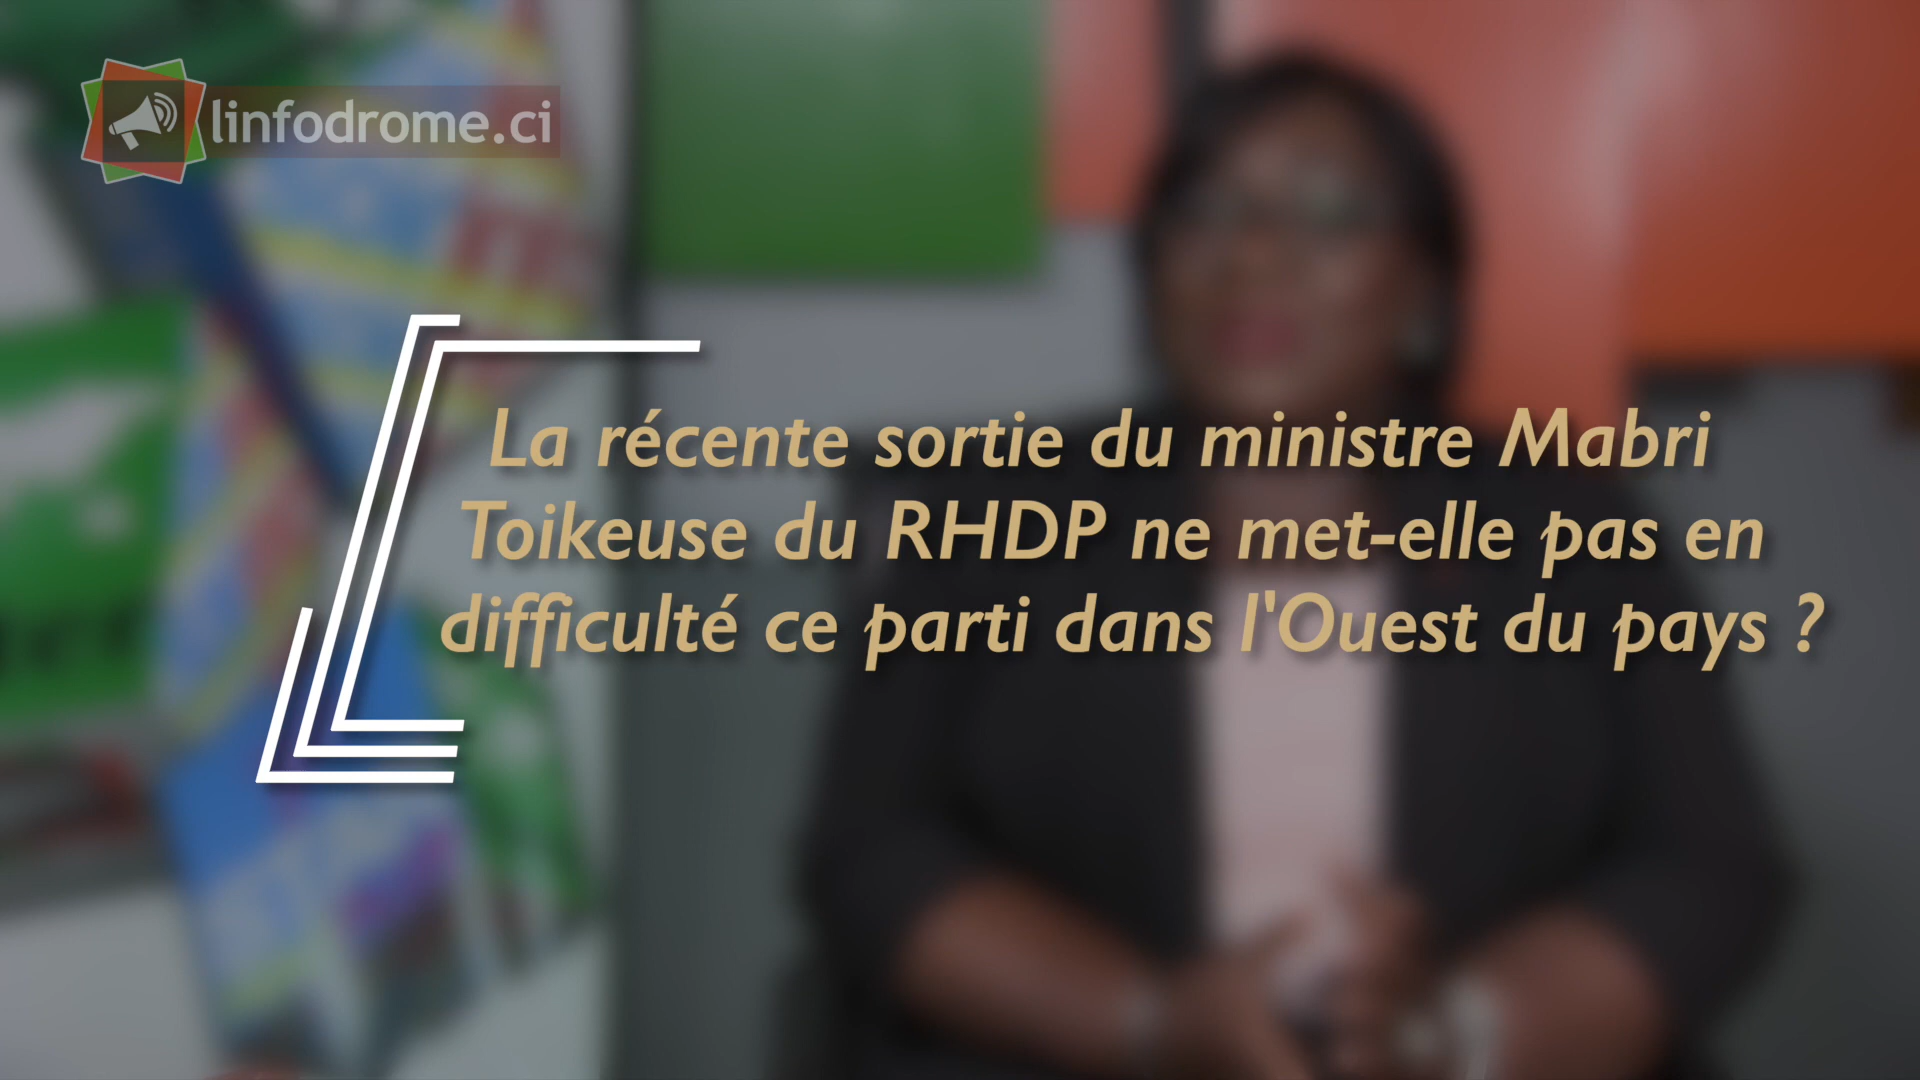 linfodrome.ci
La récente sortie du ministre Mabri
Toikeuse du RHDP ne met-elle pas en
difficulté ce parti dans l'Ouest du pays ?